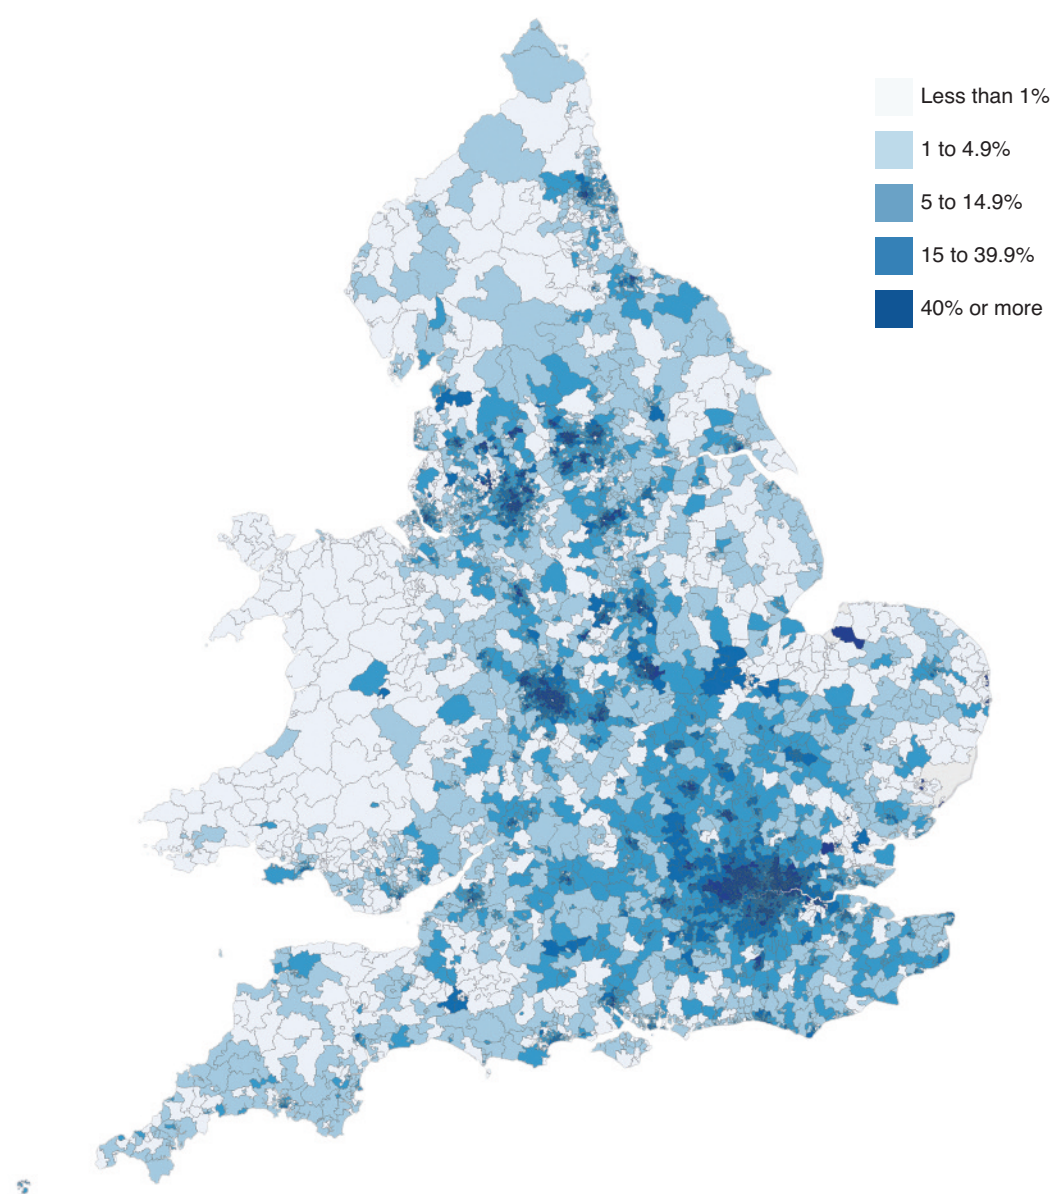 Less than 1%
1 to 4.9%
5 to 14.9%
15 to 39.9%
40% or more